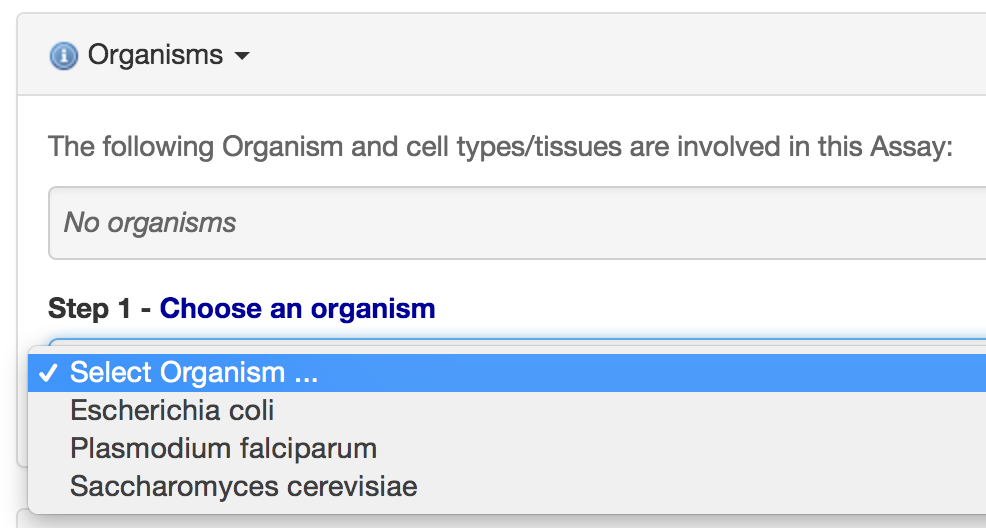 Organisms
The following Organism and cell types/tissues are involved in this Assay:
No organisms
Step 1 - Choose an organism
Select Organism ...
Escherichia coli
Plasmodium falciparum
Saccharomyces cerevisiae